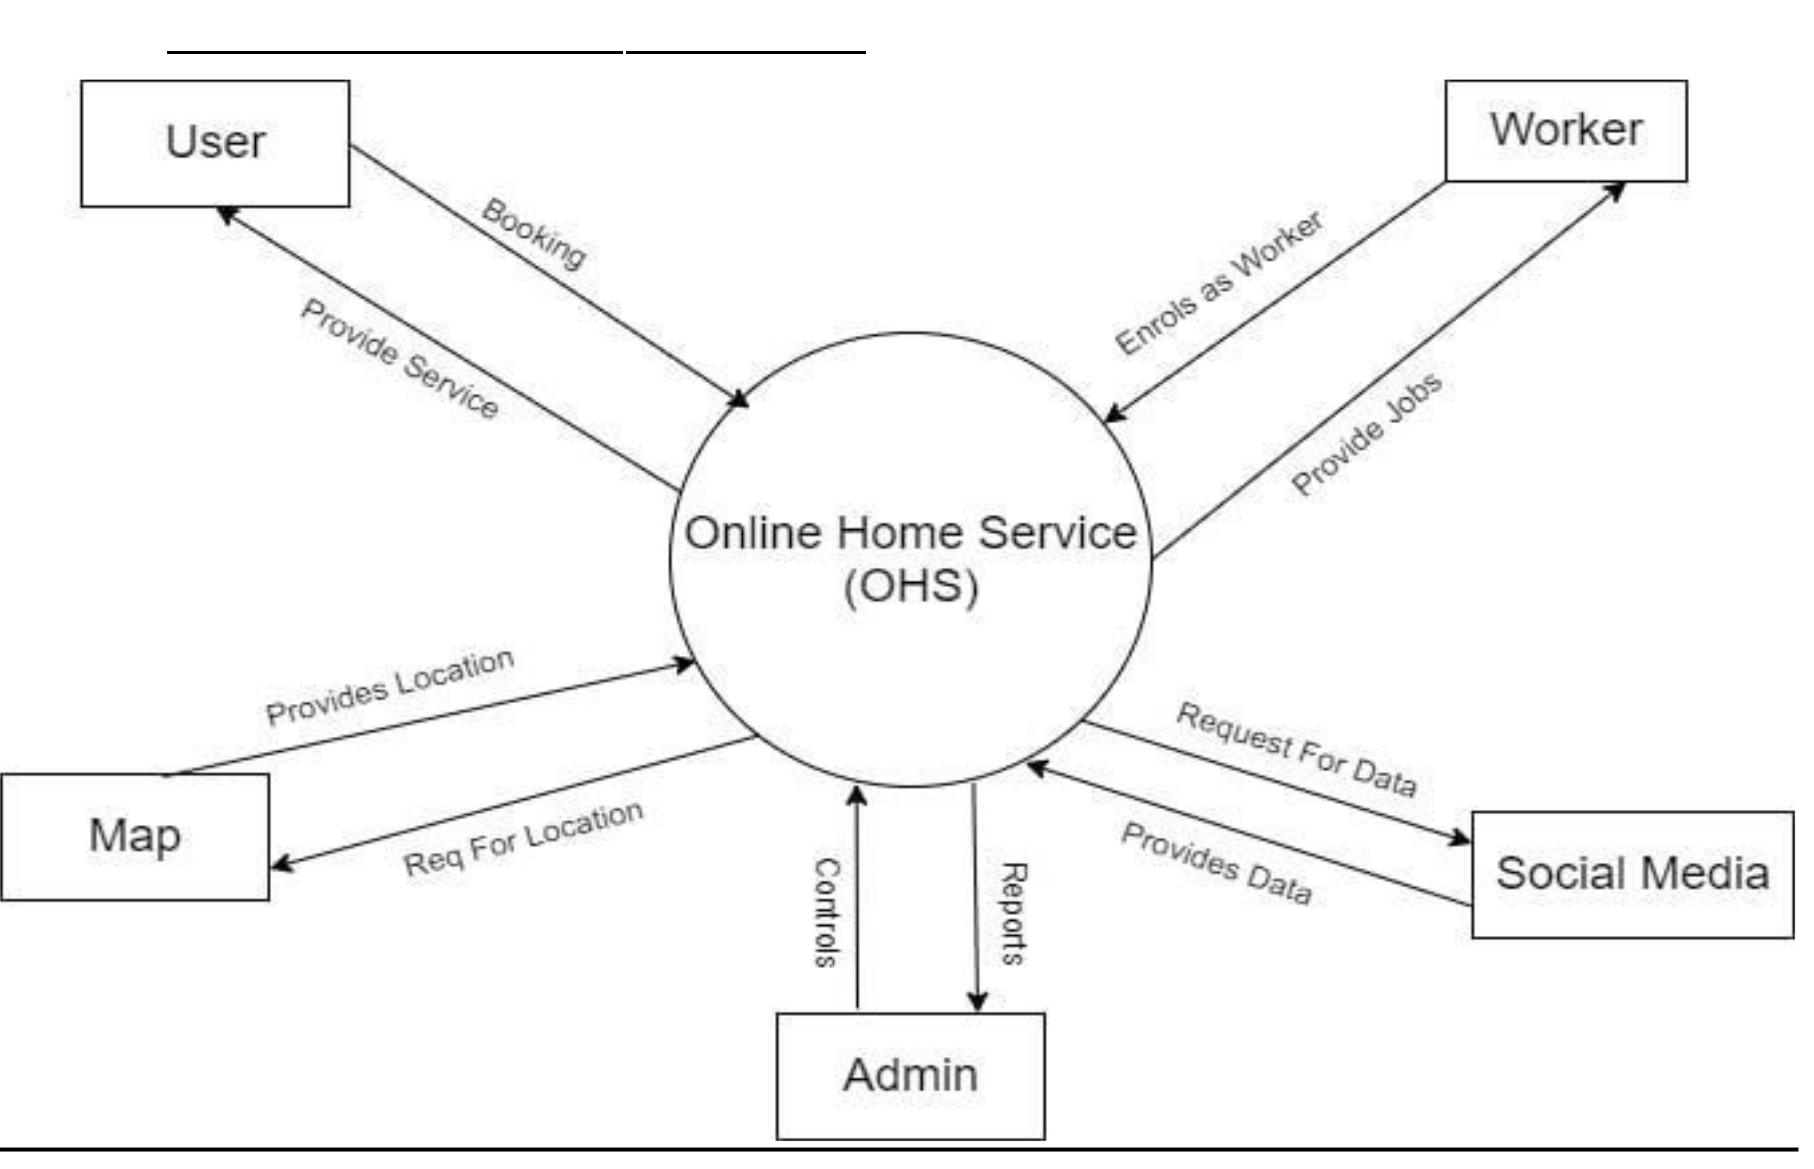 User
Worker
Booking
Provide Service
Enrols as Worker
Provide Jobs
Online Home Service
(OHS)
Provides Location
Req For Location
Map
Request For Data
Provides Data
Social Media
Controls
Reports
Admin